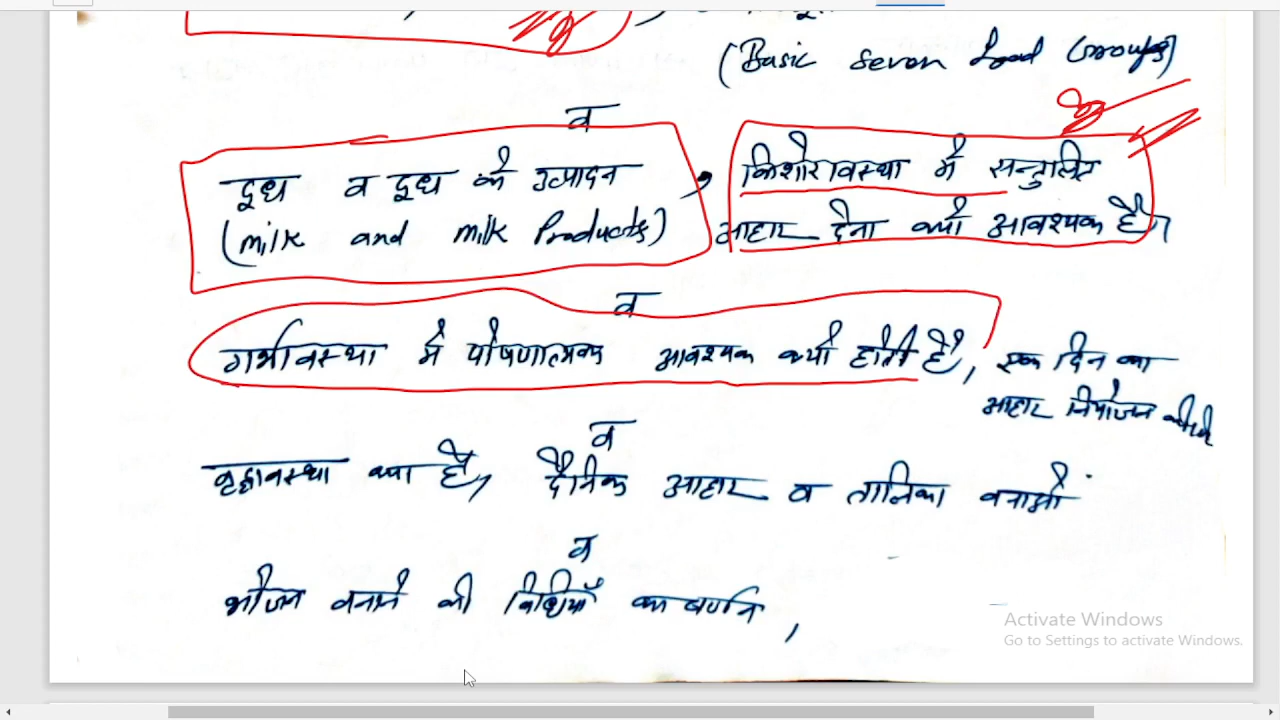 (Basic Seven food Groups)
व
दूध व दूध के उत्पादन , किशोरावस्था में सन्तुलित
(milk and milk Products) आहार देना क्यों आवश्यक है,
व
गर्भावस्था में पोषणात्मक आवश्यक क्यों होती है, एक दिन का
आहार नियोजन कीजिये
व
वृद्धावस्था क्या है, दैनिक आहार व तालिका बनाओ
व
भोजन बनाने की विधियाँ का वर्णन,
Activate Windows
Go to Settings to activate Windows.